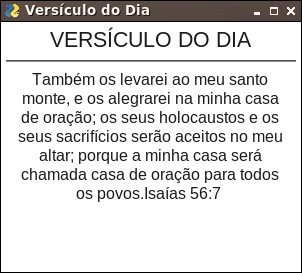 Versículo do Dia
VERSÍCULO DO DIA
Também os levarei ao meu santo
monte, e os alegrarei na minha casa
de oração; os seus holocaustos e os
seus sacrifícios serão aceitos no meu
altar; porque a minha casa será
chamada casa de oração para todos
os povos.Isaías 56:7